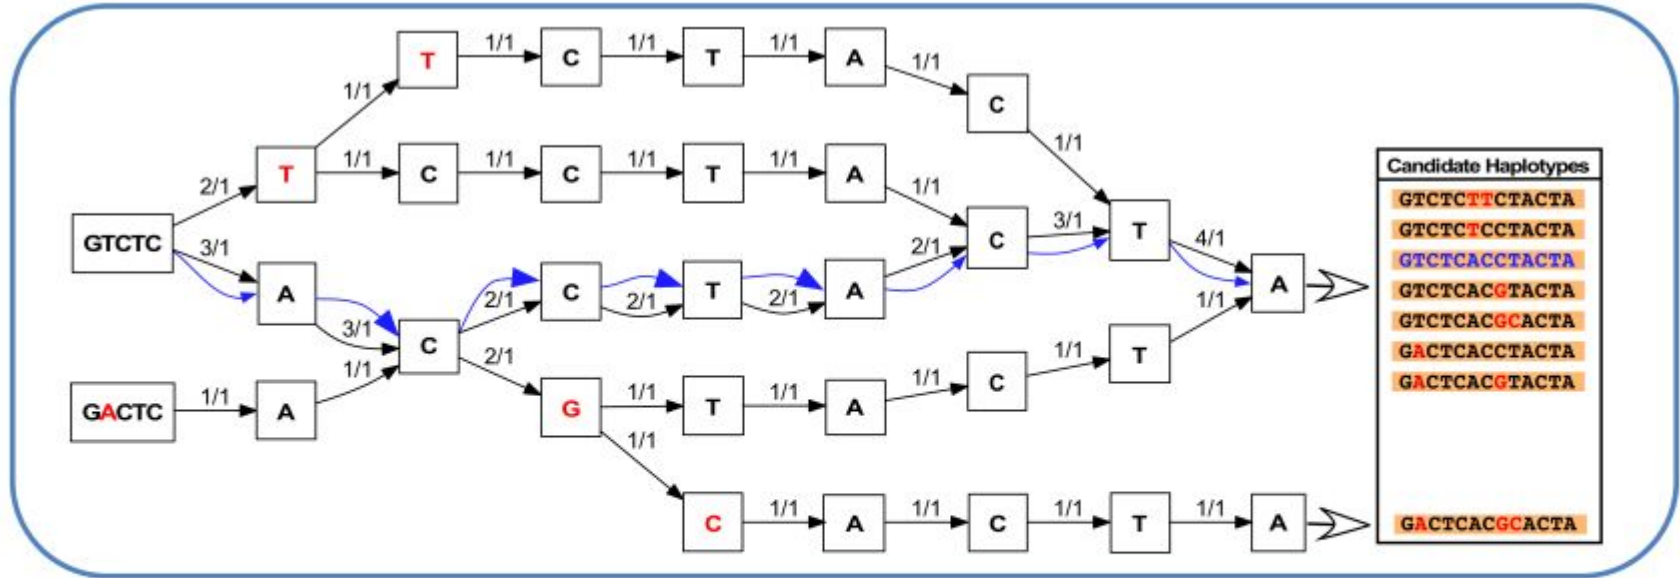 T 1/1 C 1/1 T 1/1 A 1/1 C 1/1
1/1
T 1/1 C 1/1 C 1/1 T 1/1 A 1/1
2/1
GTCTC
3/1
A 3/1
C 2/1 C 2/1 T 2/1 A 2/1 C 3/1 T 4/1 A
GACTC 1/1 A 1/1
2/1
G 1/1 T 1/1 A 1/1 C 1/1 T 1/1
1/1
C 1/1 A 1/1 C 1/1 T 1/1 A
Candidate Haplotypes
GTCTCTTCTACTA
GTCTCTCCTACTA
GTCTCACCTACTA
GTCTCACGTACTA
GTCTCACGCACTA
GACTCACCTACTA
GACTCACGTACTA
GACTCACGCACTA